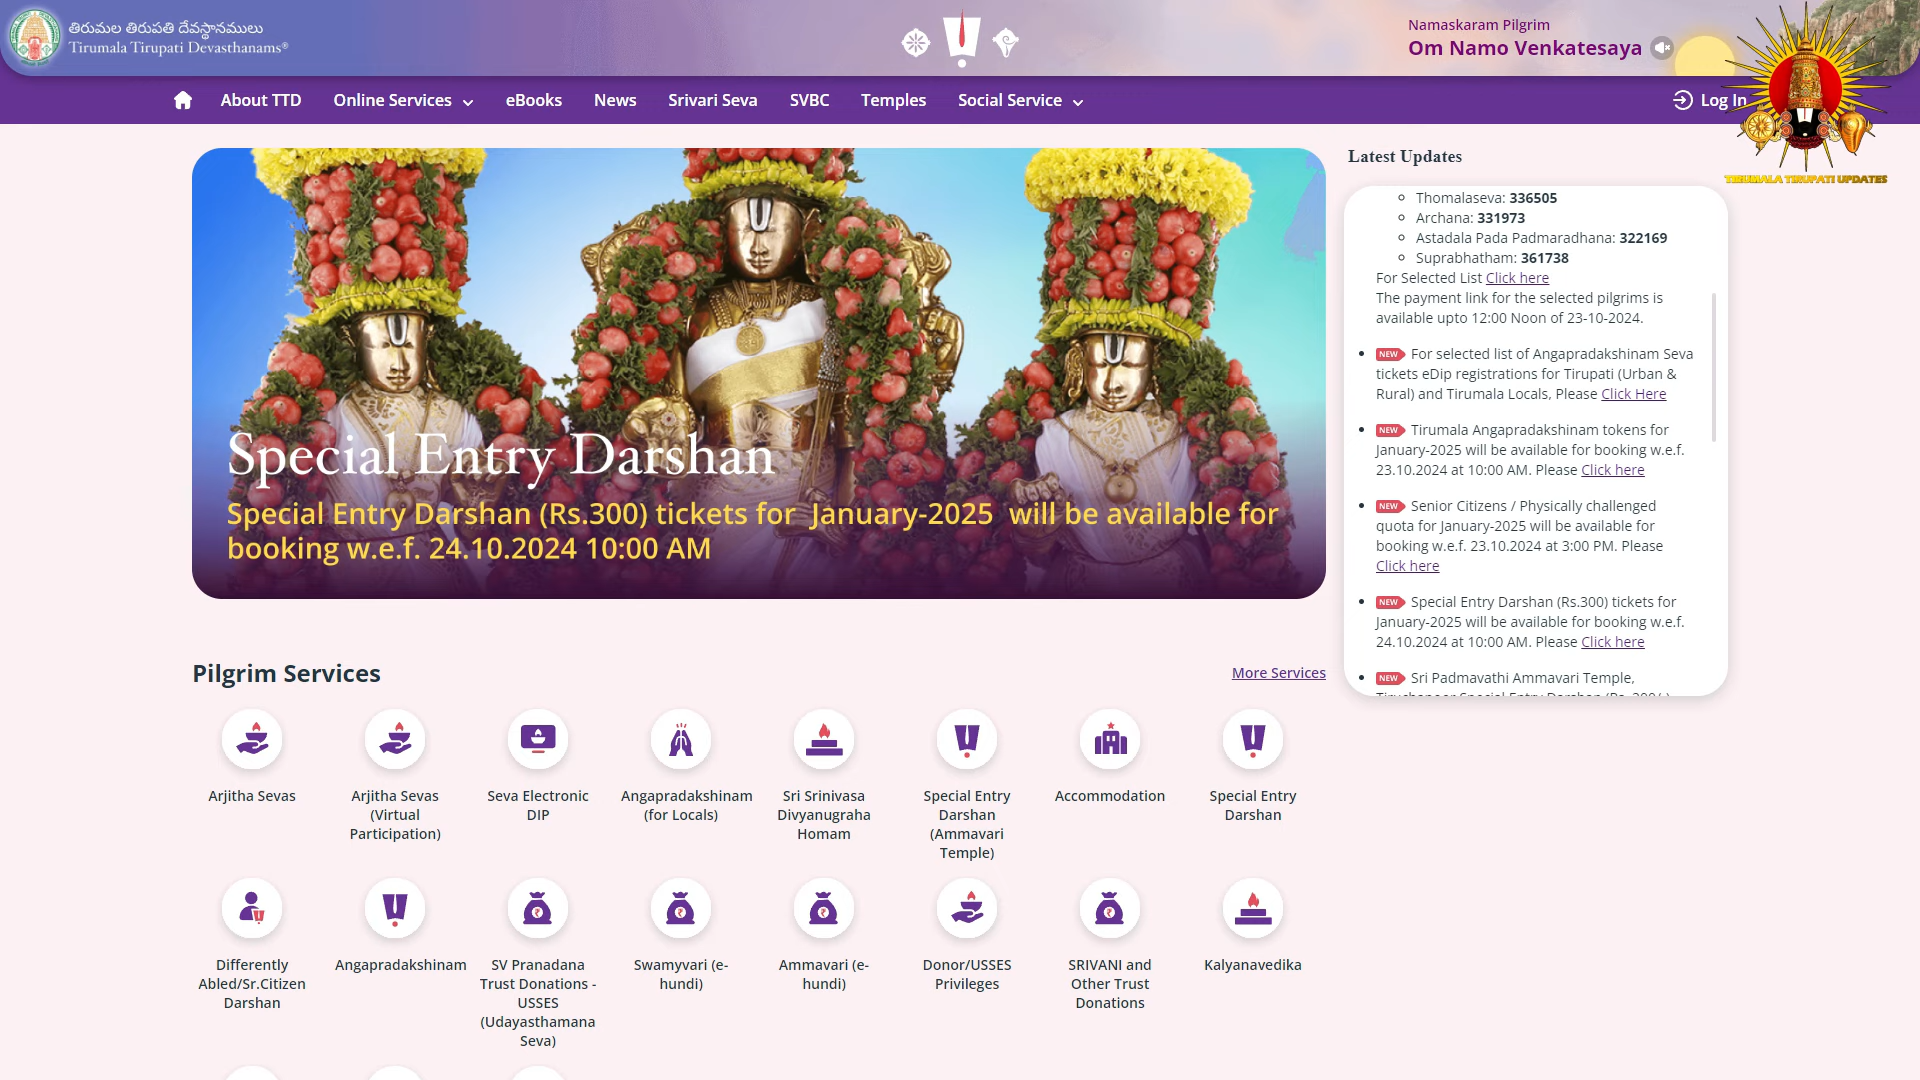 తిరుమల తిరుపతి దేవస్థానములు
Tirumala Tirupati Devasthanams®
Namaskaram Pilgrim
Om Namo Venkatesaya
About TTD
Online Services
eBooks
News
Srivari Seva
SVBC
Temples
Social Service
Log In
TIRUMALA TIRUPATI UPDATES
Special Entry Darshan
Special Entry Darshan (Rs.300) tickets for January-2025 will be available for
booking w.e.f. 24.10.2024 10:00 AM
Latest Updates
Thomalaseva: 336505
Archana: 331973
Astadala Pada Padmaradhana: 322169
Suprabhatham: 361738
For Selected List Click here
The payment link for the selected pilgrims is
available upto 12:00 Noon of 23-10-2024.
NEW For selected list of Angapradakshinam Seva
tickets eDip registrations for Tirupati (Urban &
Rural) and Tirumala Locals, Please Click Here
NEW Tirumala Angapradakshinam tokens for
January-2025 will be available for booking w.e.f.
23.10.2024 at 10:00 AM. Please Click here
NEW Senior Citizens / Physically challenged
quota for January-2025 will be available for
booking w.e.f. 23.10.2024 at 3:00 PM. Please
Click here
NEW Special Entry Darshan (Rs.300) tickets for
January-2025 will be available for booking w.e.f.
24.10.2024 at 10:00 AM. Please Click here
NEW Sri Padmavathi Ammavari Temple,
Pilgrim Services
More Services
Arjitha Sevas
Arjitha Sevas
(Virtual
Participation)
Seva Electronic
DIP
Angapradakshinam
(for Locals)
Sri Srinivasa
Divyanugraha
Homam
Special Entry
Darshan
(Ammavari
Temple)
Accommodation
Special Entry
Darshan
Differently
Abled/Sr.Citizen
Darshan
Angapradakshinam
SV Pranadana
Trust Donations -
USSES
(Udayasthamana
Seva)
Swamyvari (e-
hundi)
Ammavari (e-
hundi)
Donor/USSES
Privileges
SRIVANI and
Other Trust
Donations
Kalyanavedika